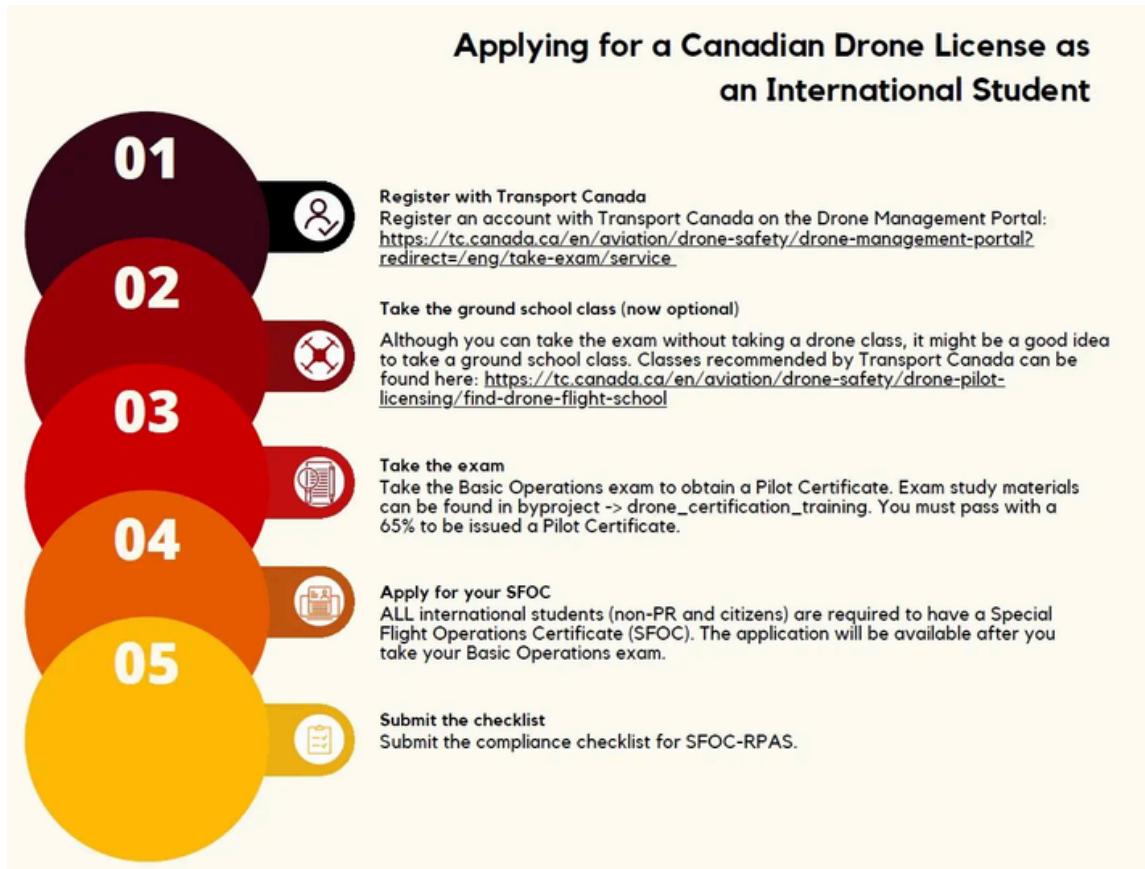 Applying for a Canadian Drone License as
an International Student
01
Register with Transport Canada
Register an account with Transport Canada on the Drone Management Portal:
https://tc.canada.ca/en/aviation/drone-safety/drone-management-portal?
redirect=/eng/take-exam/service
02
Take the ground school class (now optional)
Although you can take the exam without taking a drone class, it might be a good idea
to take a ground school class. Classes recommended by Transport Canada can be
found here: https://tc.canada.ca/en/aviation/drone-safety/drone-pilot-
licensing/find-drone-flight-school
03
Take the exam
Take the Basic Operations exam to obtain a Pilot Certificate. Exam study materials
can be found in byproject -> drone_certification_training. You must pass with a
65% to be issued a Pilot Certificate.
04
Apply for your SFOC
ALL international students (non-PR and citizens) are required to have a Special
Flight Operations Certificate (SFOC). The application will be available after you
take your Basic Operations exam.
05
Submit the checklist
Submit the compliance checklist for SFOC-RPAS.